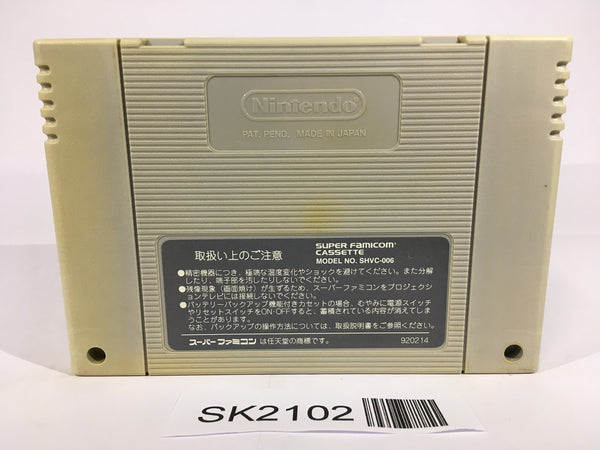 Nintendo
PAT. PEND. MADE IN JAPAN
取扱い上のご注意
SUPER FAMICOM
CASSETTE
MODEL NO. SHVC-006
●精密機器につき、極端な温度変化やショックを避けてください。また分解
したり、端子部を汚したりしないでください。
●残像現象(画面焼け)が生ずるため、スーパーファミコンをプロジェクシ
ョンテレビには接続しないでください。
●バッテリーバックアップ機能付きカセットの場合、むやみに電源スイッチ
やリセットスイッチをON・OFFすると、蓄積されている内容が消えてしま
うことがあります。
なお、バックアップの操作方法については、取扱説明書をご参照ください。
スーパーファミコン は任天堂の商標です。
920214
SK2102